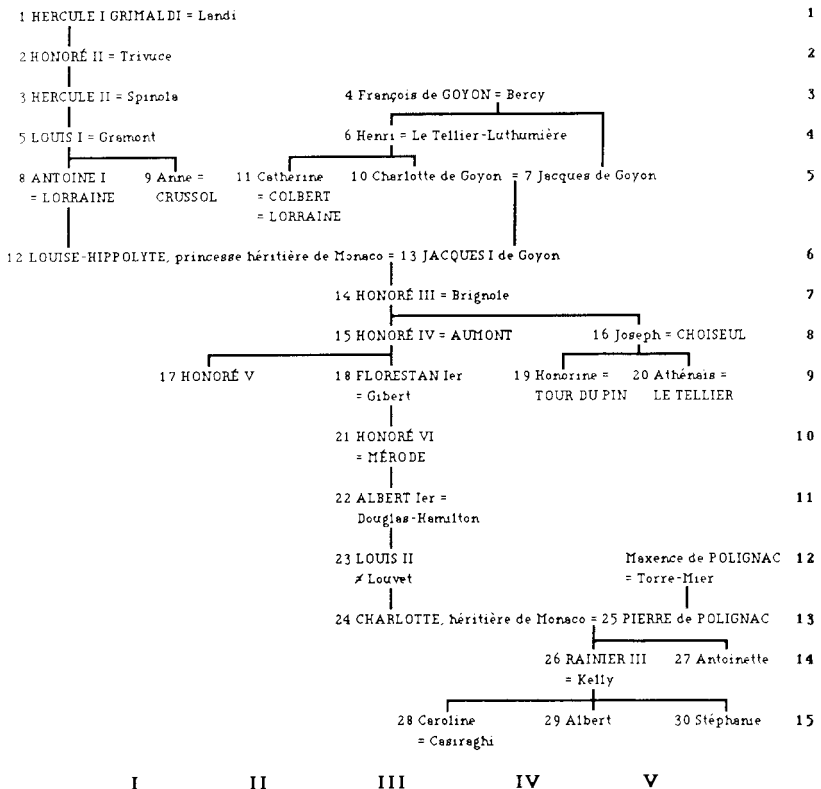 1 HERCULE I GRIMALDI = Landi 1
2 HONORÉ II = Trivuce 2
3 HERCULE II = Spinola 4 François de GOYON = Bercy 3
5 LOUIS I = Gramont 6 Henri = Le Tellier-Luthumière 4
8 ANTOINE I 9 Anne = 11 Catherine 10 Charlotte de Goyon = 7 Jacques de Goyon 5
= LORRAINE CRUSSOL = COLBERT
= LORRAINE
12 LOUISE-HIPPOLYTE, princesse héritière de Monaco = 13 JACQUES I de Goyon 6
14 HONORÉ III = Brignole 7
15 HONORÉ IV = AUMONT 16 Joseph = CHOISEUL 8
17 HONORÉ V 18 FLORESTAN Ier 19 Honorine = 20 Athénaïs = 9
= Gibert TOUR DU PIN LE TELLIER
21 HONORÉ VI 10
= MÉRODE
22 ALBERT Ier = 11
Douglas-Hamilton
23 LOUIS II Maxence de POLIGNAC 12
≠ Louvet = Torre-Mier
24 CHARLOTTE, héritière de Monaco = 25 PIERRE de POLIGNAC 13
26 RAINIER III 27 Antoinette 14
= Kelly
28 Caroline 29 Albert 30 Stéphanie 15
= Casiraghi
I II III IV V